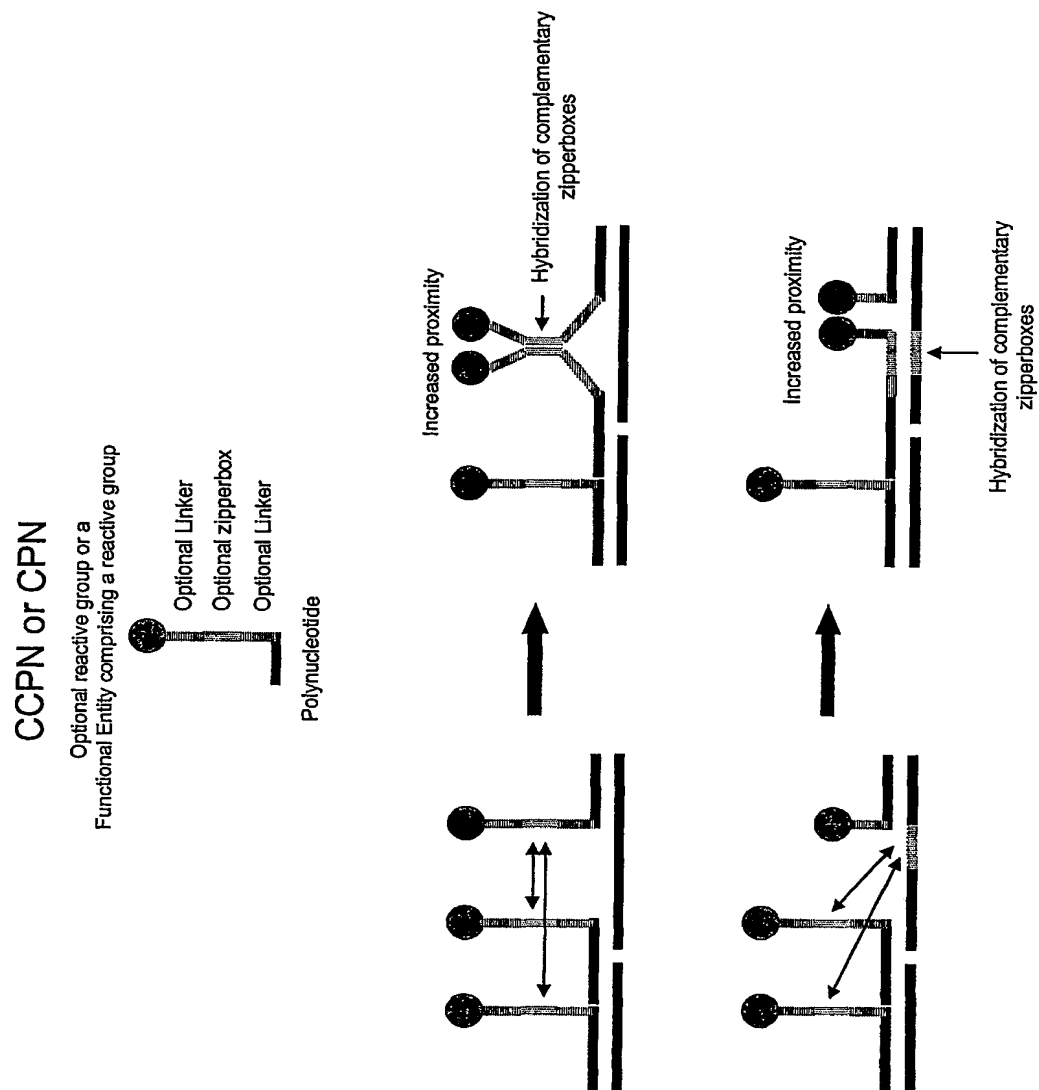 CCPN or CPN
Optional reactive group or a
Functional Entity comprising a reactive group
Optional Linker
Optional zipperbox
Optional Linker
Polynucleotide
Increased proximity
Hybridization of complementary
zipperboxes
Increased proximity
Hybridization of complementary
zipperboxes